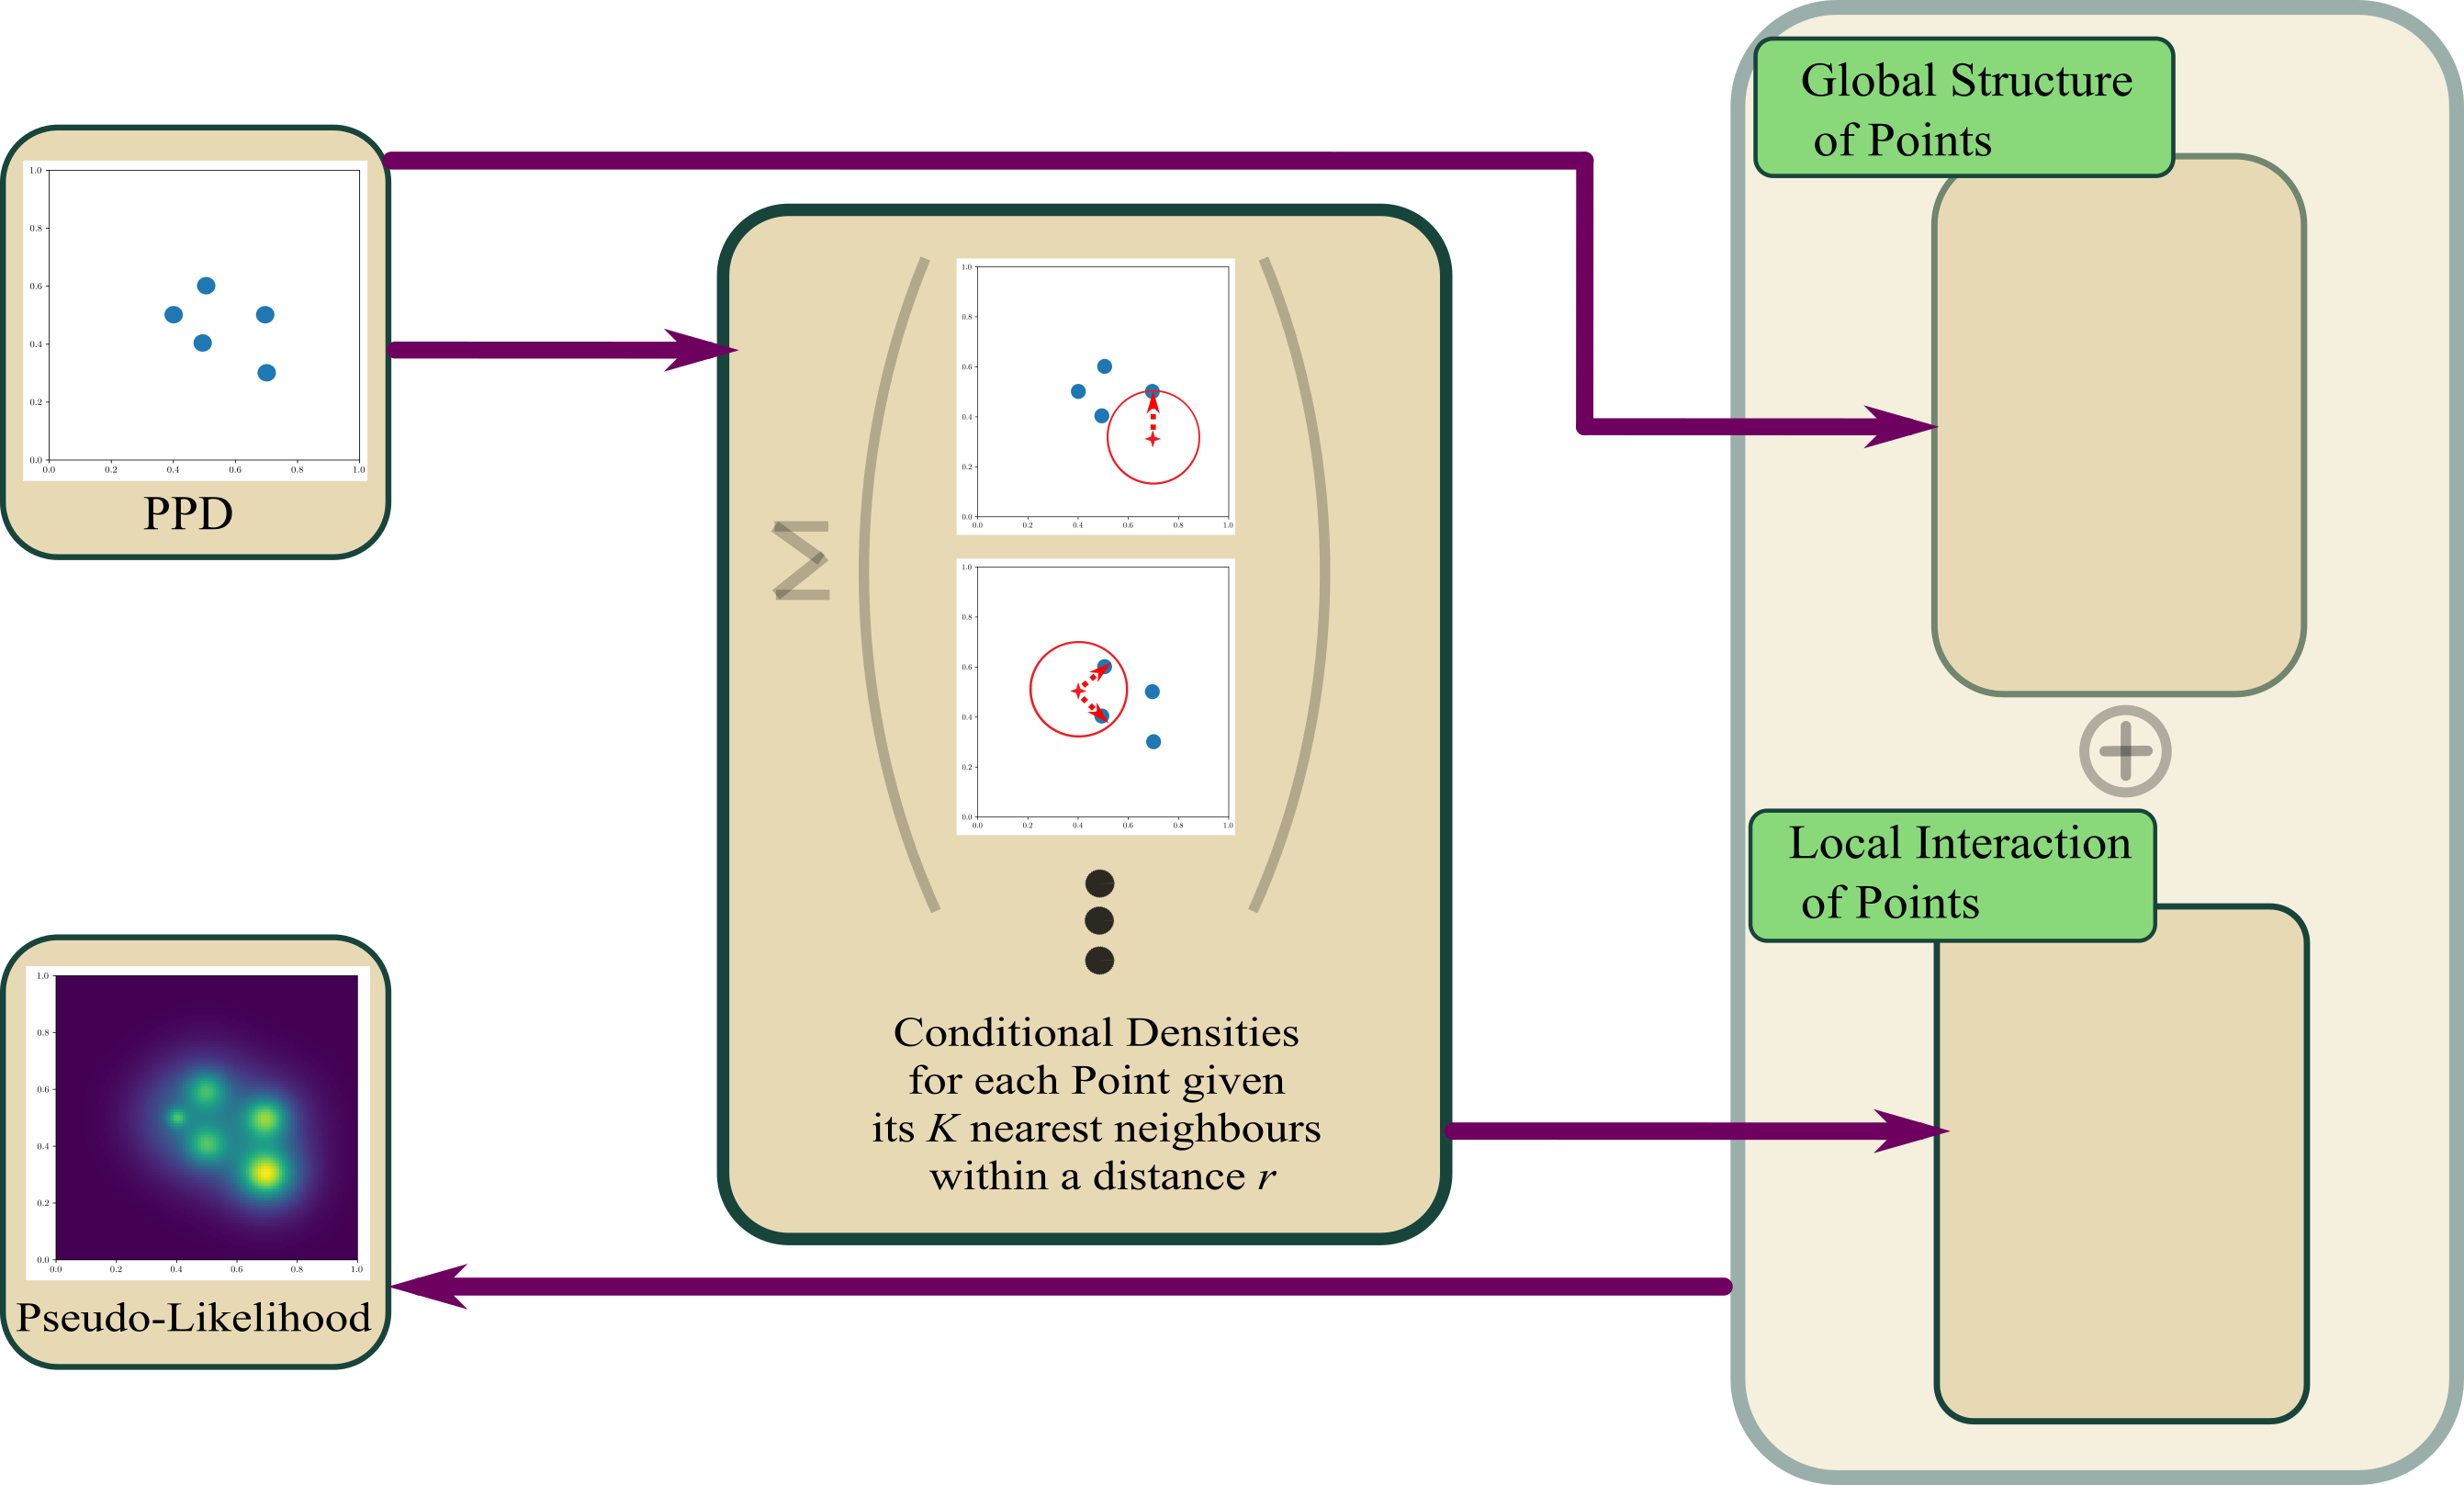 Global Structure
of Points
1.0
0.8
0.6
0.4
0.2
0.0
0.0 0.2 0.4 0.6 0.8 1.0
PPD
Σ
1.0
0.8
0.6
0.4
0.2
0.0
0.0 0.2 0.4 0.6 0.8 1.0
1.0
0.8
0.6
0.4
0.2
0.0
0.0 0.2 0.4 0.6 0.8 1.0
Conditional Densities
for each Point given
its K nearest neighbours
within a distance r
+
Local Interaction
of Points
1.0
0.8
0.6
0.4
0.2
0.0
0.0 0.2 0.4 0.6 0.8 1.0
Pseudo-Likelihood